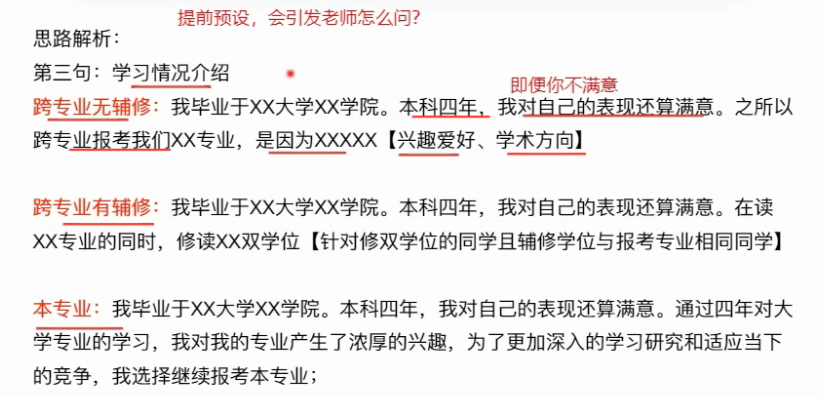 提前预设，会引发老师怎么问？
思路解析：
第三句：学习情况介绍
即便你不满意
跨专业无辅修：我毕业于XX大学XX学院。本科四年，我对自己的表现还算满意。之所以
跨专业报考我们XX专业，是因为XXXXX【兴趣爱好、学术方向】
跨专业有辅修：我毕业于XX大学XX学院。本科四年，我对自己的表现还算满意。在读
XX专业的同时，修读XX双学位【针对修双学位的同学且辅修学位与报考专业相同同学】
本专业：我毕业于XX大学XX学院。本科四年，我对自己的表现还算满意。通过四年对大
学专业的学习，我对我的专业产生了浓厚的兴趣，为了更加深入的学习研究和适应当下
的竞争，我选择继续报考本专业；